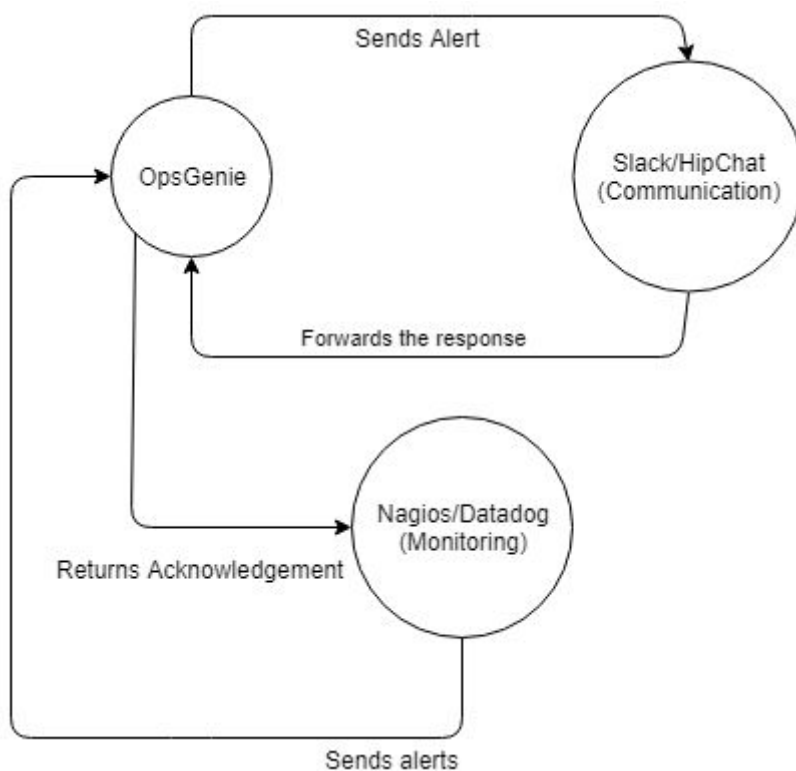 Sends Alert
OpsGenie
Slack/HipChat
(Communication)
Forwards the response
Nagios/Datadog
(Monitoring)
Returns Acknowledgement
Sends alerts